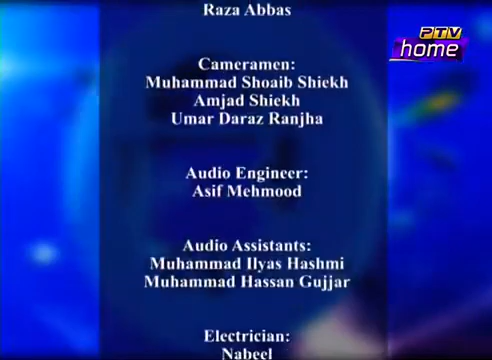 Raza Abbas
PTV
home
Cameramen:
Muhammad Shoaib Shiekh
Amjad Shiekh
Umar Daraz Ranjha
Audio Engineer:
Asif Mehmood
Audio Assistants:
Muhammad Ilyas Hashmi
Muhammad Hassan Gujjar
Electrician:
Nabeel